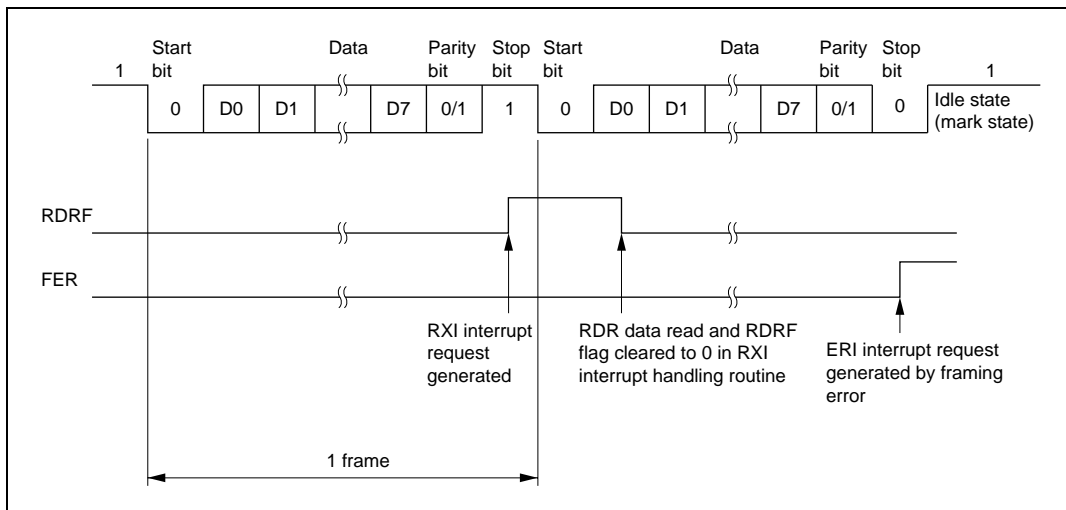 Start bit
Data
Parity bit
Stop bit
Start bit
Data
Parity bit
Stop bit
1
1
0
D0
D1
D7
0/1
1
0
D0
D1
D7
0/1
0
Idle state
(mark state)
RDRF
FER
RXI interrupt
request
generated
RDR data read and RDRF
flag cleared to 0 in RXI
interrupt handling routine
ERI interrupt request
generated by framing
error
1 frame